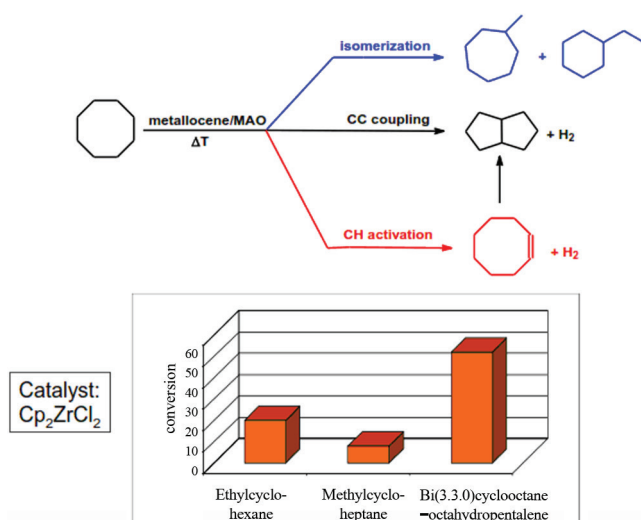 isomerization
+
metallocene/MAO
ΔT
CC coupling
+ H₂
CH activation
+ H₂
Catalyst:
Cp₂ZrCl₂
conversion
60
50
40
30
20
10
0
Ethylcyclo-
hexane
Methylcyclo-
heptane
Bi(3.3.0)cyclooctane
–octahydropentalene